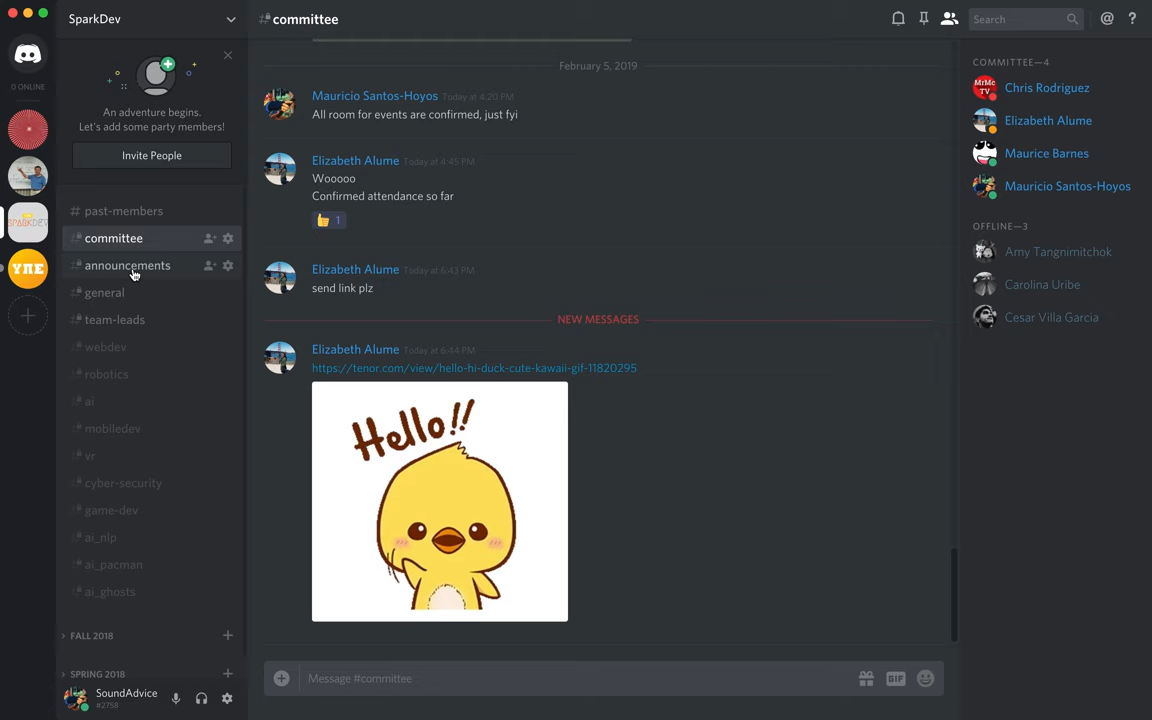 SparkDev
committee
Search
@
?
0 ONLINE
An adventure begins.
Let's add some party members!
Invite People
past-members
committee
announcements
general
team-leads
webdev
robotics
ai
mobiledev
vr
cyber-security
game-dev
ai_nlp
ai_pacman
ai_ghosts
FALL 2018
SPRING 2018
SoundAdvice
#2758
SPARKDEV
YПE
February 5, 2019
Mauricio Santos-Hoyos Today at 4:20 PM
All room for events are confirmed, just fyi
Elizabeth Alume Today at 4:45 PM
Wooooo
Confirmed attendance so far
1
Elizabeth Alume Today at 6:43 PM
send link plz
NEW MESSAGES
Elizabeth Alume Today at 6:44 PM
https://tenor.com/view/hello-hi-duck-cute-kawaii-gif-11820295
Hello!!
Message #committee
GIF
COMMITTEE—4
MrMc
TV
Chris Rodriguez
Elizabeth Alume
Maurice Barnes
Mauricio Santos-Hoyos
OFFLINE—3
Amy Tangnimitchok
Carolina Uribe
Cesar Villa Garcia